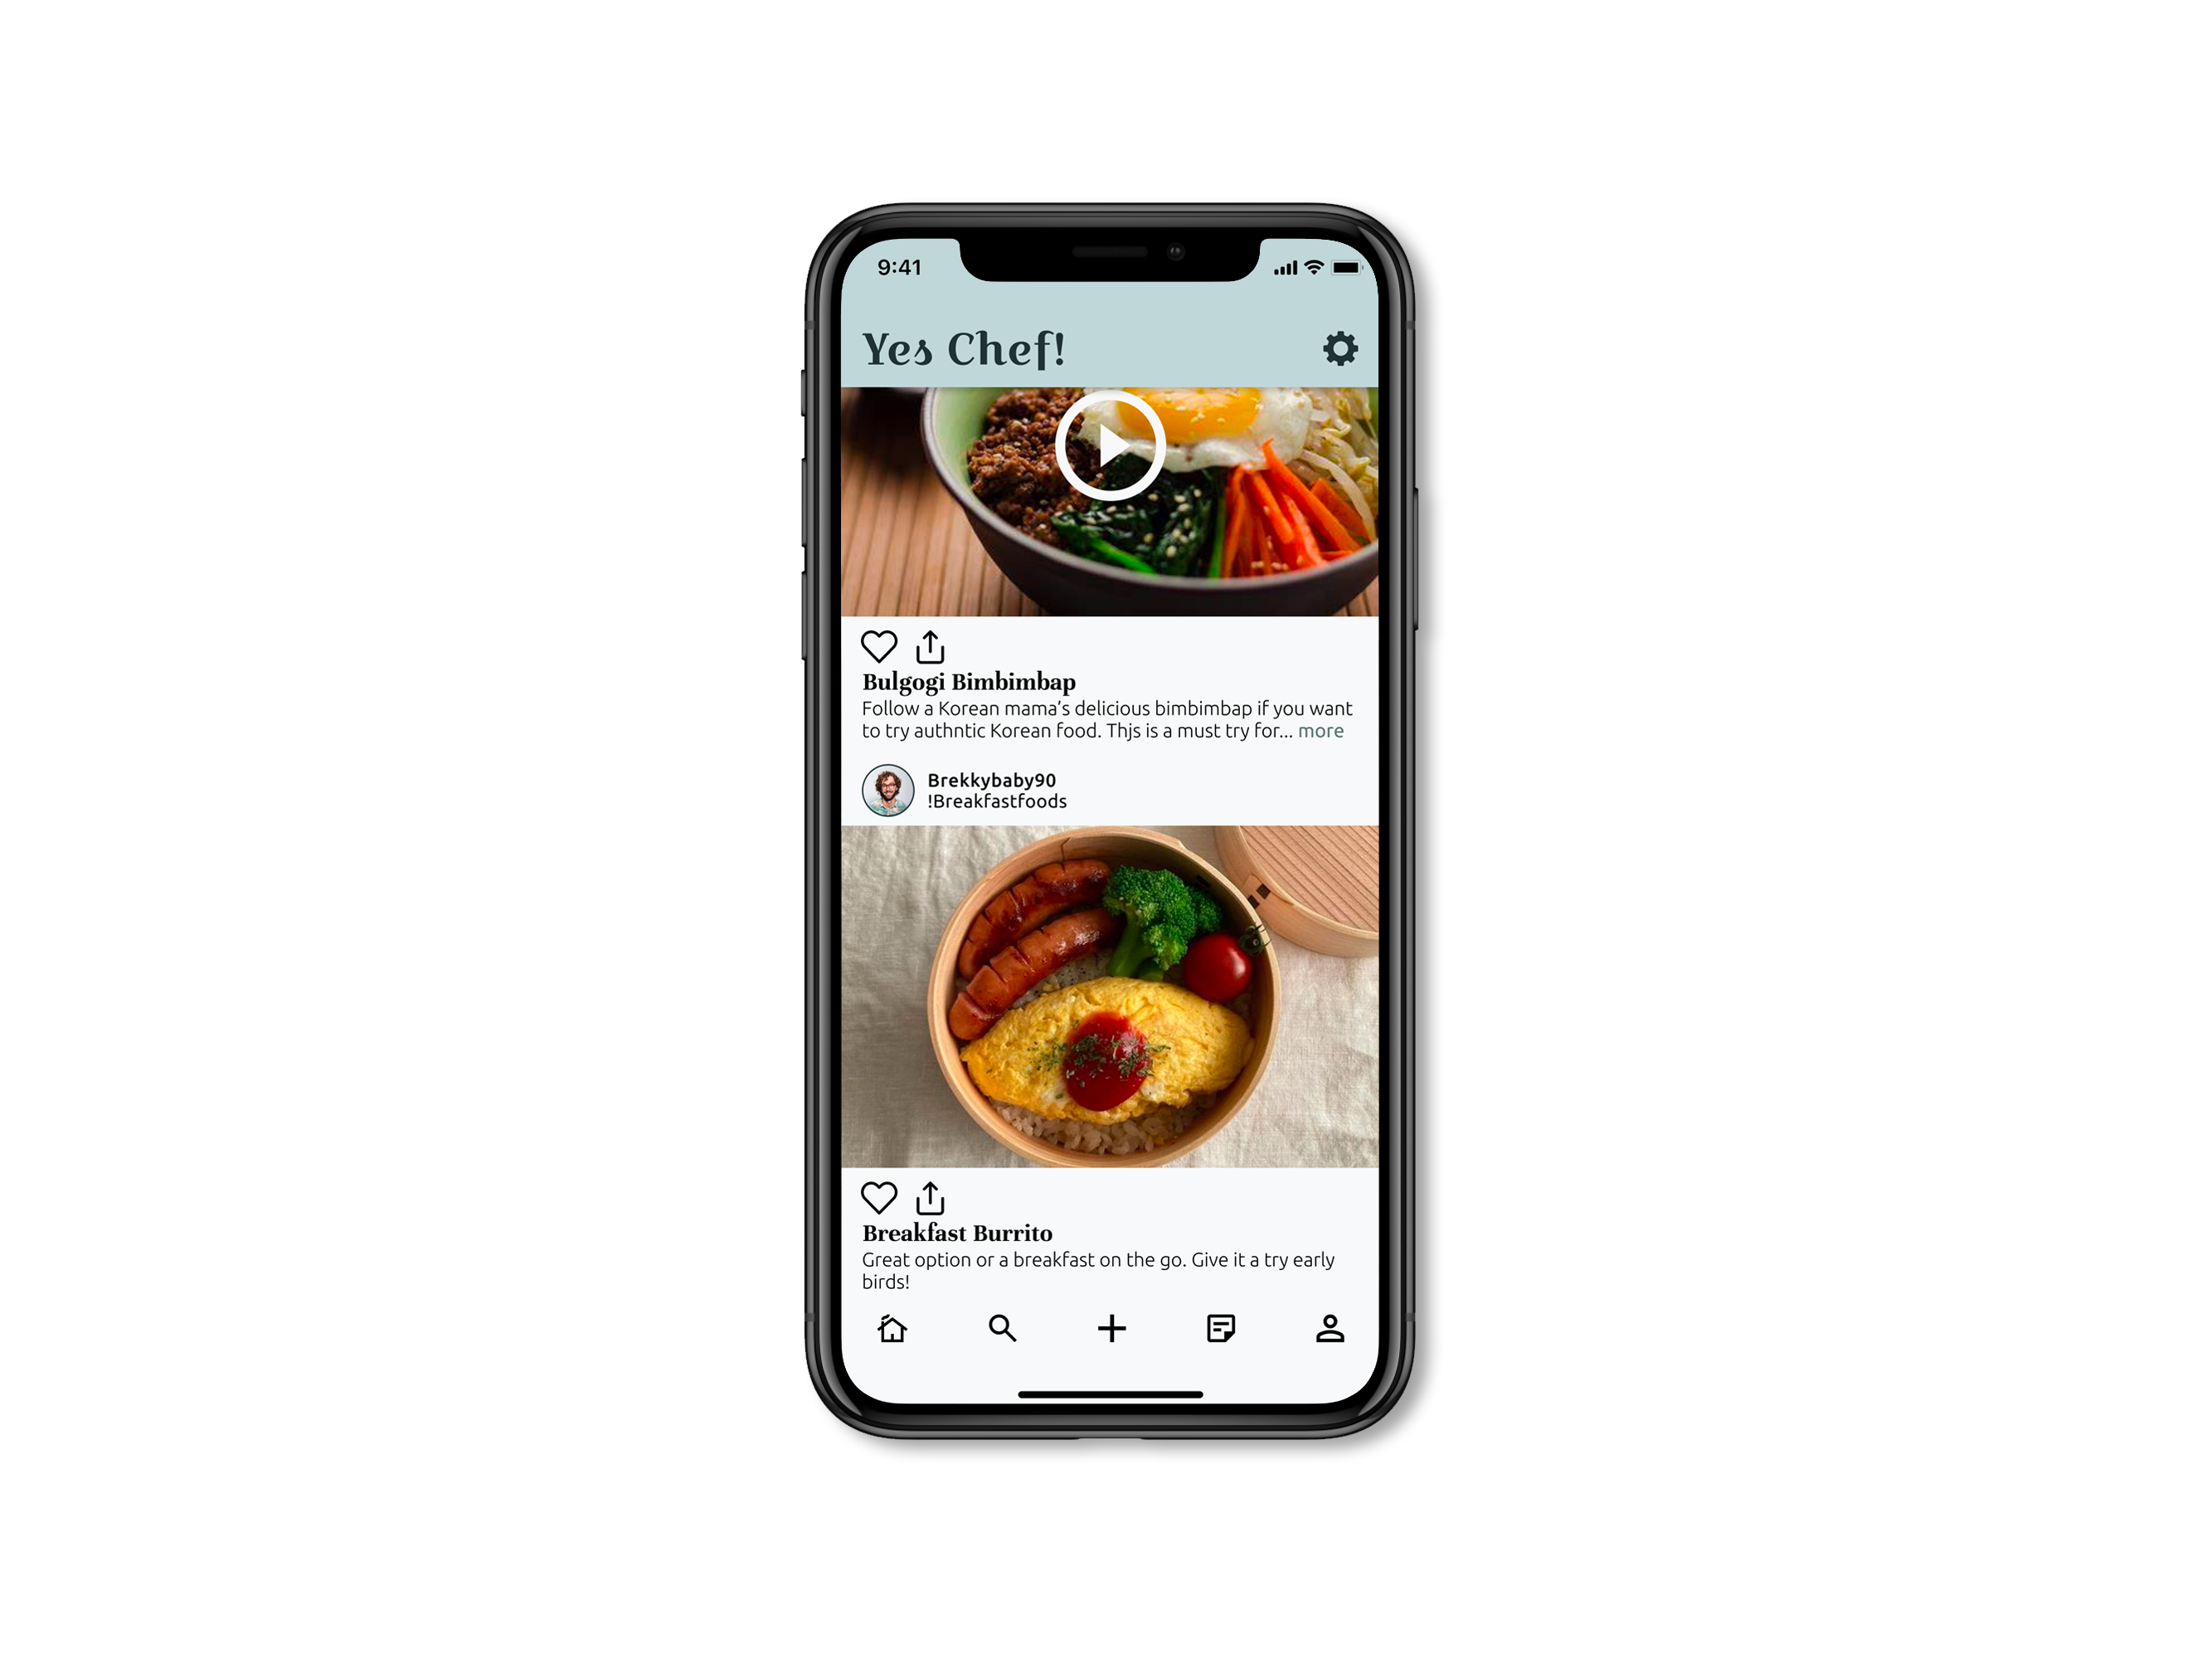 9:41
Yes Chef!
Bulgogi Bimbimbap
Follow a Korean mama's delicious bimbimbap if you want
to try authntic Korean food. Thjs is a must try for... more
Brekkybaby90
!Breakfastfoods
Breakfast Burrito
Great option or a breakfast on the go. Give it a try early
birds!